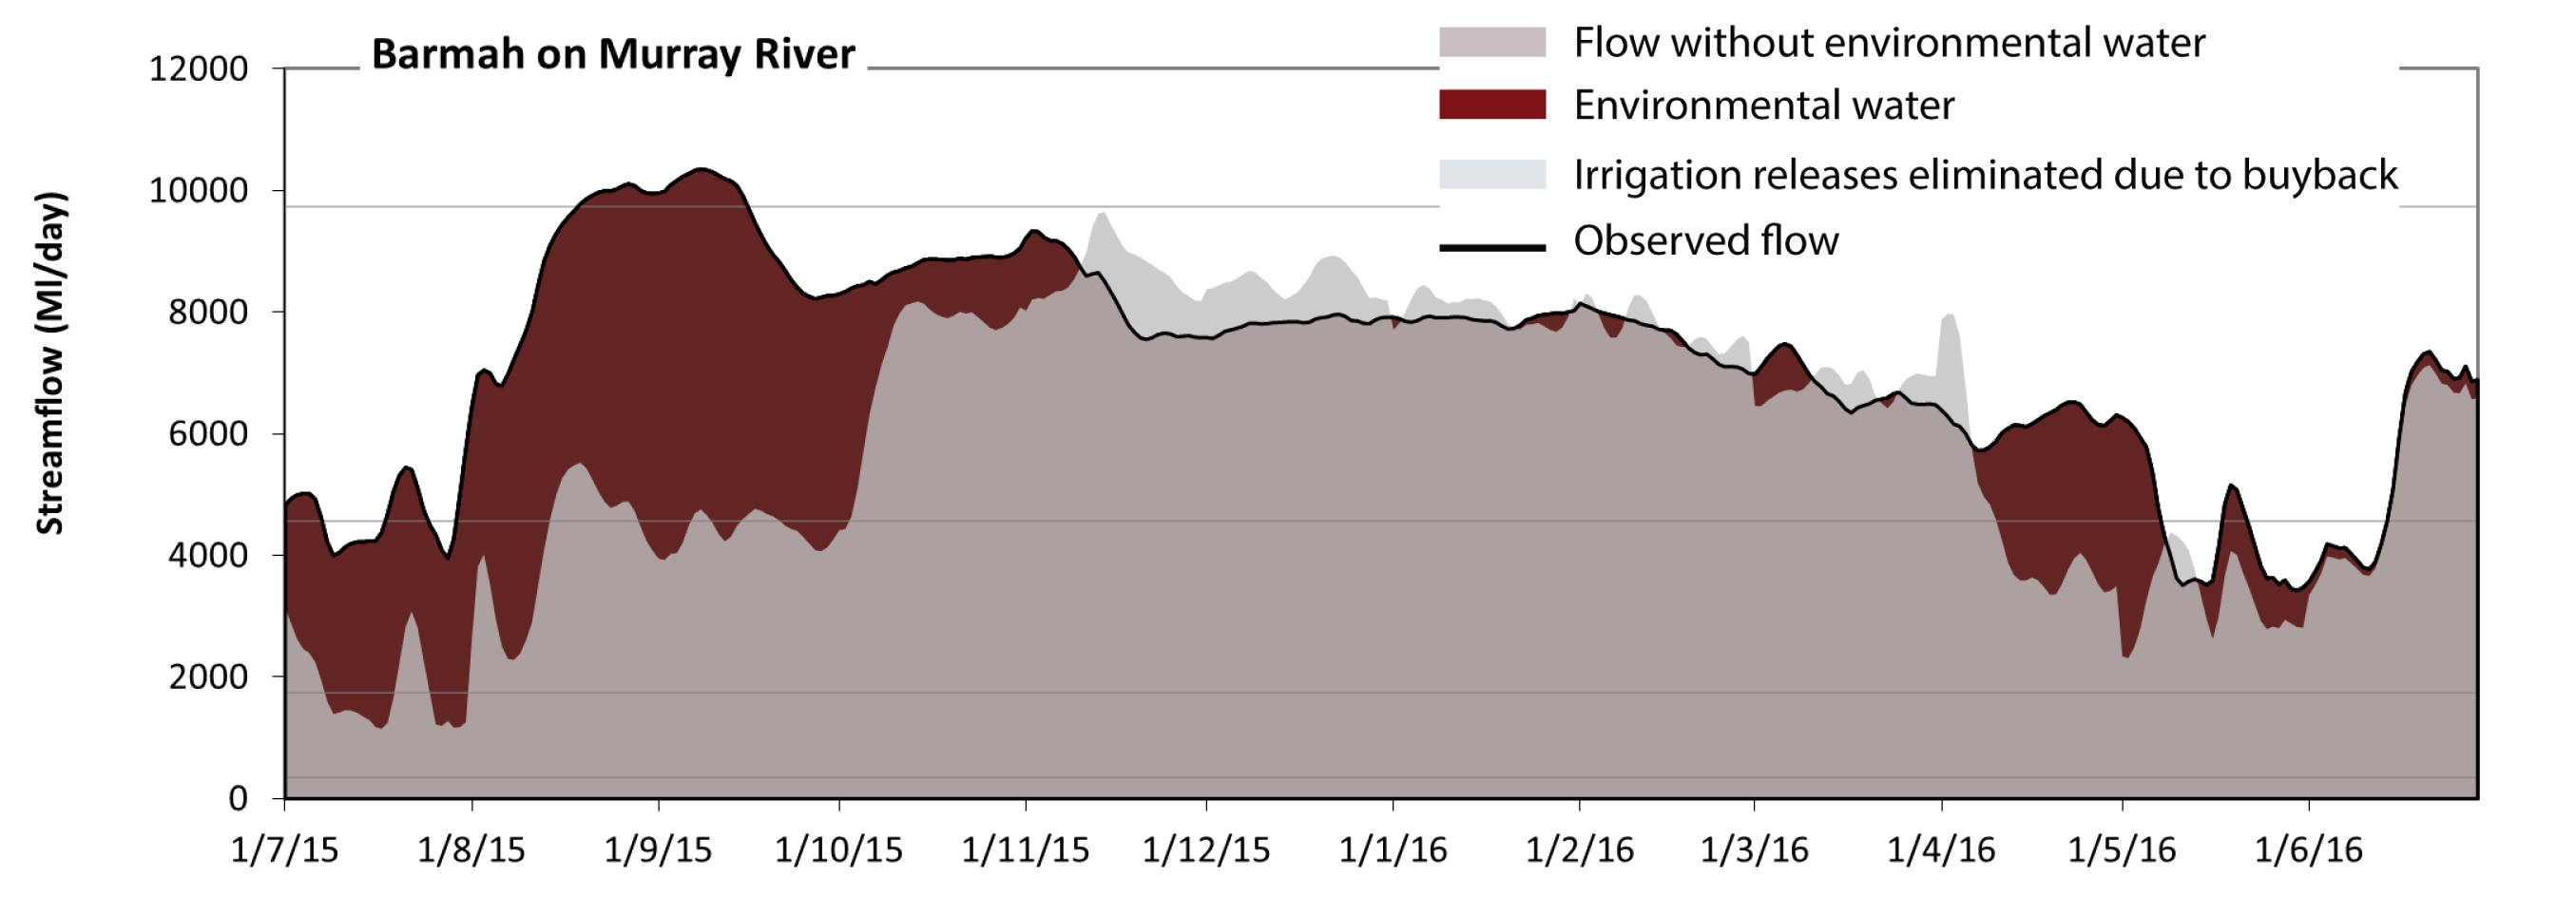 Barmah on Murray River
Flow without environmental water
Environmental water
Irrigation releases eliminated due to buyback
Observed flow
Streamflow (Ml/day)
12000
10000
8000
6000
4000
2000
0
1/7/15 1/8/15 1/9/15 1/10/15 1/11/15 1/12/15 1/1/16 1/2/16 1/3/16 1/4/16 1/5/16 1/6/16